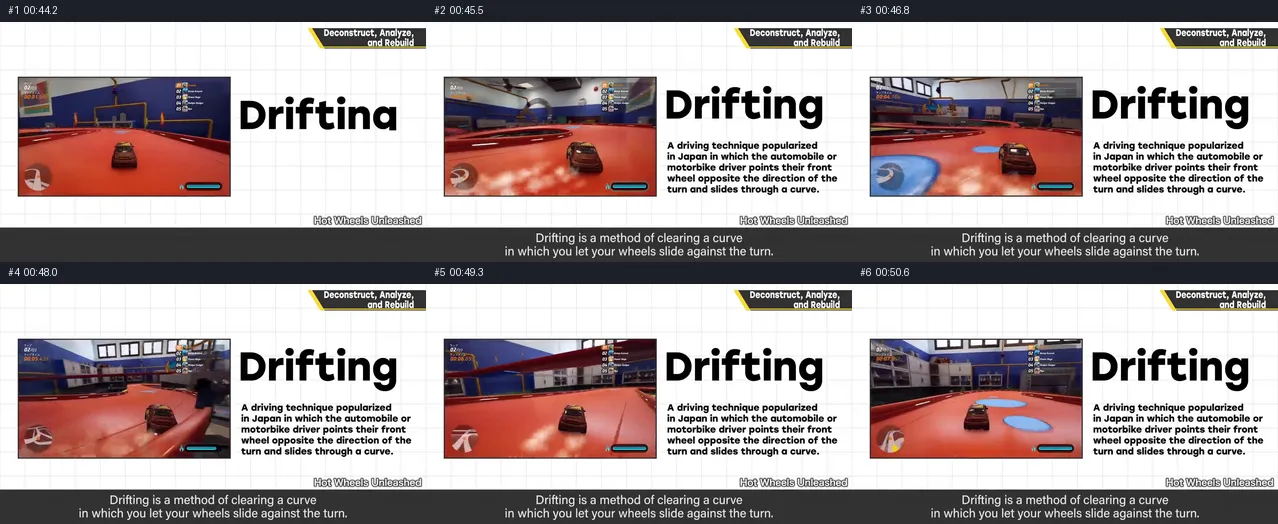 #1 00:44.2
Deconstruct, Analyze,
and Rebuild
Drifting
Hot Wheels Unleashed
#2 00:45.5
Deconstruct, Analyze,
and Rebuild
Drifting
A driving technique popularized
in Japan in which the automobile or
motorbike driver points their front
wheel opposite the direction of the
turn and slides through a curve.
Hot Wheels Unleashed
Drifting is a method of clearing a curve
in which you let your wheels slide against the turn.
#3 00:46.8
Deconstruct, Analyze,
and Rebuild
Drifting
A driving technique popularized
in Japan in which the automobile or
motorbike driver points their front
wheel opposite the direction of the
turn and slides through a curve.
Hot Wheels Unleashed
Drifting is a method of clearing a curve
in which you let your wheels slide against the turn.
#4 00:48.0
Deconstruct, Analyze,
and Rebuild
Drifting
A driving technique popularized
in Japan in which the automobile or
motorbike driver points their front
wheel opposite the direction of the
turn and slides through a curve.
Hot Wheels Unleashed
Drifting is a method of clearing a curve
in which you let your wheels slide against the turn.
#5 00:49.3
Deconstruct, Analyze,
and Rebuild
Drifting
A driving technique popularized
in Japan in which the automobile or
motorbike driver points their front
wheel opposite the direction of the
turn and slides through a curve.
Hot Wheels Unleashed
Drifting is a method of clearing a curve
in which you let your wheels slide against the turn.
#6 00:50.6
Deconstruct, Analyze,
and Rebuild
Drifting
A driving technique popularized
in Japan in which the automobile or
motorbike driver points their front
wheel opposite the direction of the
turn and slides through a curve.
Hot Wheels Unleashed
Drifting is a method of clearing a curve
in which you let your wheels slide against the turn.